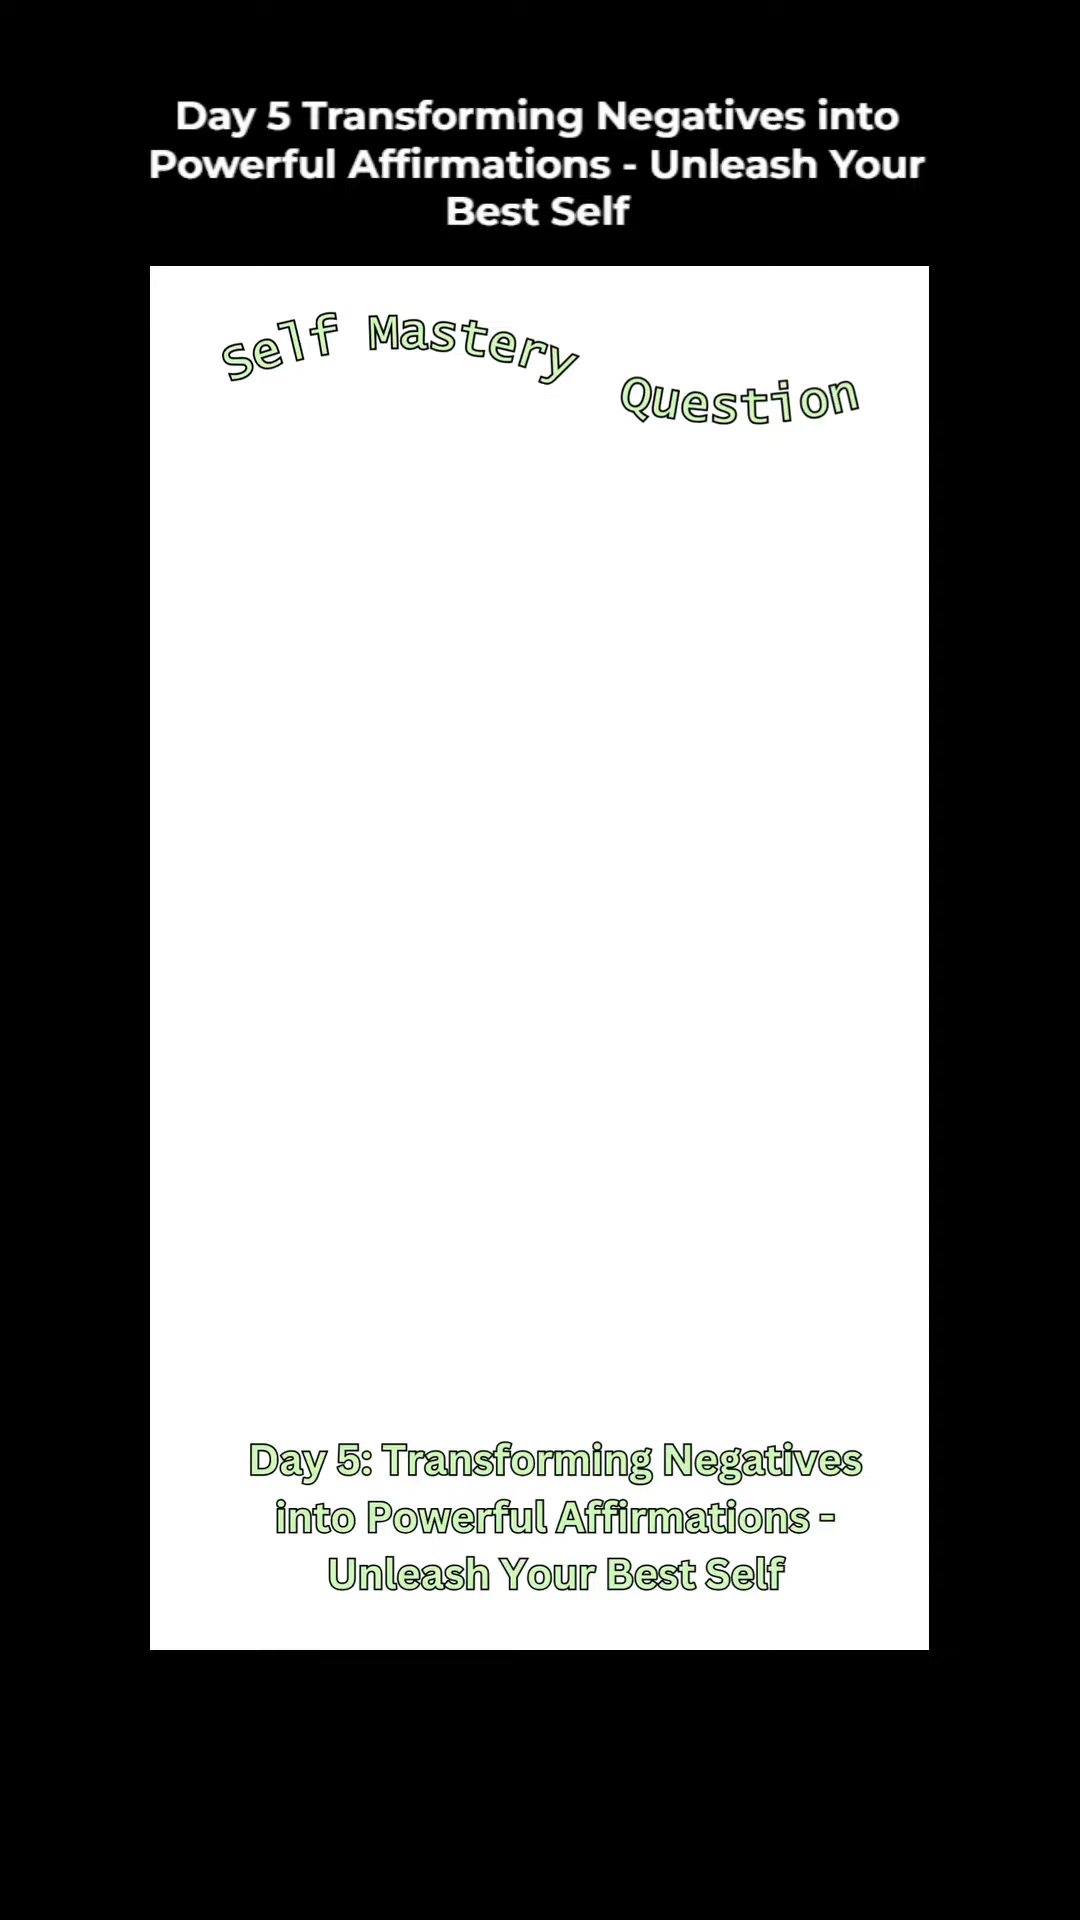 Day 5 Transforming Negatives into
Powerful Affirmations - Unleash Your
Best Self
Self Mastery Question
Day 5: Transforming Negatives
into Powerful Affirmations -
Unleash Your Best Self